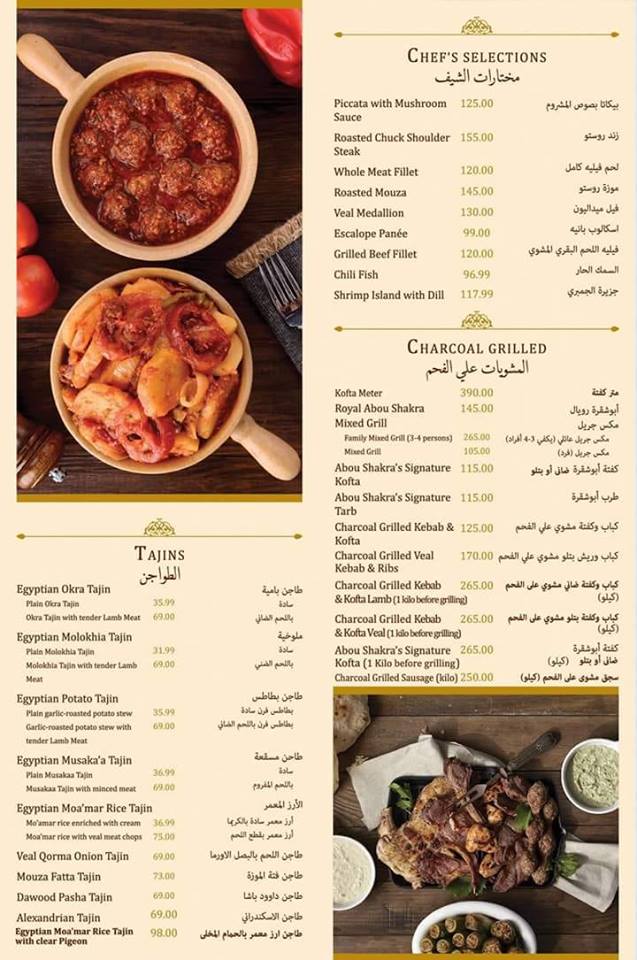 TAJINS
الطواجن
Egyptian Okra Tajin طاجن بامية
Plain Okra Tajin 35.99 سادة
Okra Tajin with tender Lamb Meat 69.00 باللحم الضاني
Egyptian Molokhia Tajin ملوخية
Plain Molokhia Tajin 31.99 سادة
Molokhia Tajin with tender Lamb 69.00 باللحم الضني
Meat
Egyptian Potato Tajin طاجن بطاطس
Plain garlic-roasted potato stew 35.99 بطاطس فرن سادة
Garlic-roasted potato stew with 69.00 بطاطس فرن باللحم الضاني
tender Lamb Meat
Egyptian Musaka'a Tajin طاجن مسقعة
Plain Musakaa Tajin 36.99 سادة
Musakaa Tajin with minced meat 69.00 باللحم المفروم
Egyptian Moa'mar Rice Tajin الأرز المعمر
Mo'amar rice enriched with cream 36.99 أرز معمر سادة بالكريما
Moa'mar rice with veal meat chops 75.00 أرز معمر بقطع اللحم
Veal Qorma Onion Tajin 69.00 طاجن اللحم بالبصل الاورما
Mouza Fatta Tajin 73.00 طاجن فتة الموزة
Dawood Pasha Tajin 69.00 طاجن داوود باشا
Alexandrian Tajin 69.00 طاجن الاسكندراني
Egyptian Moa'mar Rice Tajin 98.00 طاجن ارز معمر بالحمام المخلى
with clear Pigeon
CHEF'S SELECTIONS
مختارات الشيف
Piccata with Mushroom 125.00 بيكاتا بصوص المشروم
Sauce
Roasted Chuck Shoulder 155.00 زند روستو
Steak
Whole Meat Fillet 120.00 لحم فيليه كامل
Roasted Mouza 145.00 موزة روستو
Veal Medallion 130.00 فيل ميداليون
Escalope Panée 99.00 اسكالوب بانيه
Grilled Beef Fillet 120.00 فيليه اللحم البقري المشوي
Chili Fish 96.99 السمك الحار
Shrimp Island with Dill 117.99 جزيرة الجمبري
CHARCOAL GRILLED
المشويات علي الفحم
Kofta Meter 390.00 متر كفتة
Royal Abou Shakra 145.00 أبوشقرة رويال
Mixed Grill مكس جريل
Family Mixed Grill (3-4 persons) 265.00 مكس جريل عائلي (يكفي 4-3 أفراد)
Mixed Grill 105.00 مكس جريل (فرد)
Abou Shakra's Signature 115.00 كفتة أبوشقرة ضانى أو بتلو
Kofta
Abou Shakra's Signature 115.00 طرب أبوشقرة
Tarb
Charcoal Grilled Kebab & 125.00 كباب وكفتة مشوي علي الفحم
Kofta
Charcoal Grilled Veal 170.00 كباب وريش بتلو مشوي علي الفحم
Kebab & Ribs
Charcoal Grilled Kebab 265.00 كباب وكفتة ضاني مشوي علي الفحم
& Kofta Lamb (1 kilo before grilling) (كيلو)
Charcoal Grilled Kebab 265.00 كباب وكفتة بتلو مشوي علي الفحم
& Kofta Veal (1 kilo before grilling) (كيلو)
Abou Shakra's Signature 265.00 كفتة أبوشقرة
Kofta (1 Kilo before grilling) ضانى أو بتلو (كيلو)
Charcoal Grilled Sausage (kilo) 250.00 سجق مشوى على الفحم (كيلو)